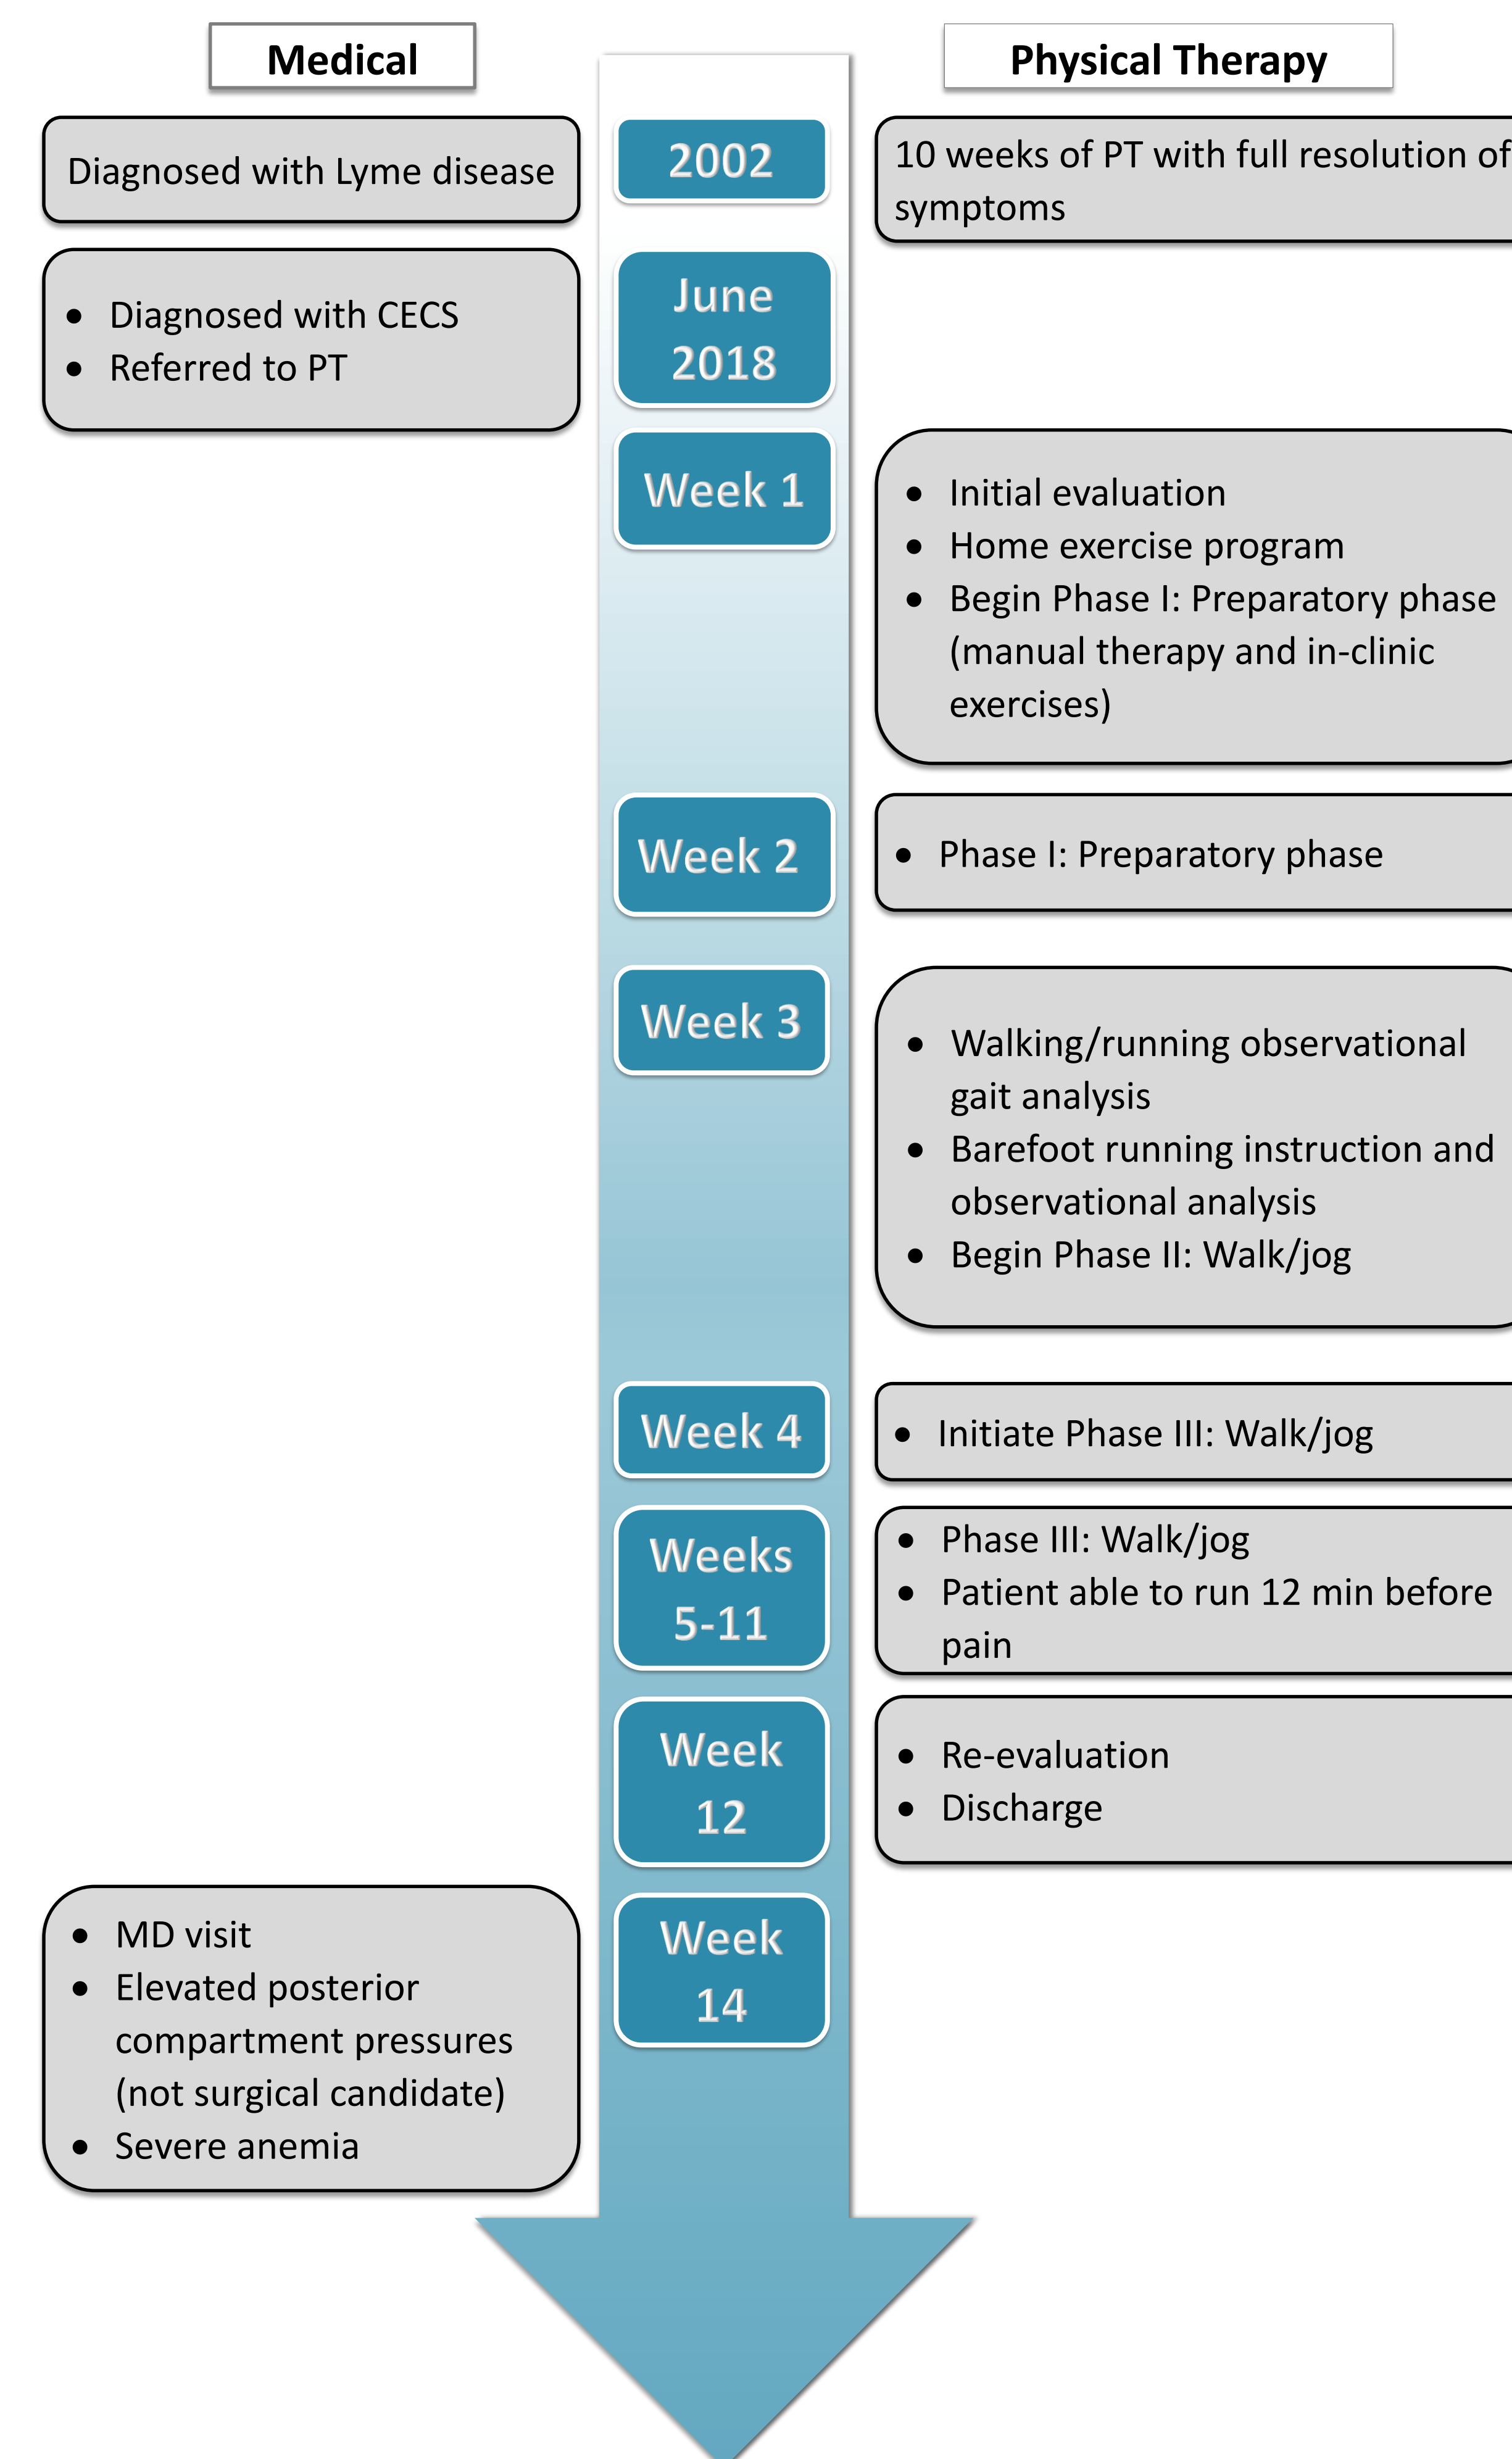 Medical
Physical Therapy
Diagnosed with Lyme disease
2002
10 weeks of PT with full resolution of
symptoms
• Diagnosed with CECS
• Referred to PT
June
2018
Week 1
• Initial evaluation
• Home exercise program
• Begin Phase I: Preparatory phase
(manual therapy and in-clinic
exercises)
Week 2
• Phase I: Preparatory phase
Week 3
• Walking/running observational
gait analysis
• Barefoot running instruction and
observational analysis
• Begin Phase II: Walk/jog
Week 4
• Initiate Phase III: Walk/jog
Weeks
5-11
• Phase III: Walk/jog
• Patient able to run 12 min before
pain
Week
12
• Re-evaluation
• Discharge
• MD visit
• Elevated posterior
compartment pressures
(not surgical candidate)
• Severe anemia
Week
14